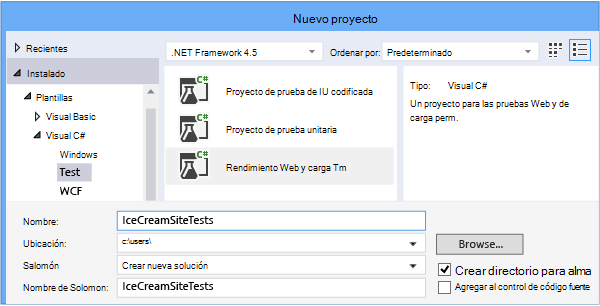 Nuevo proyecto
Recientes
.NET Framework 4.5
Ordenar por: Predeterminado
Instalado
Plantillas
Visual Basic
Visual C#
Windows
Test
WCF
C#
Proyecto de prueba de IU codificada
C#
Proyecto de prueba unitaria
C#
Rendimiento Web y carga Tm
Tipo: Visual C#
Un proyecto para las pruebas Web y de
carga perm.
Nombre: IceCreamSiteTests
Ubicación: c:\users\
Browse...
Salomón Crear nueva solución
Crear directorio para alma
Nombre de Solomon: IceCreamSiteTests
Agregar al control de código fuente